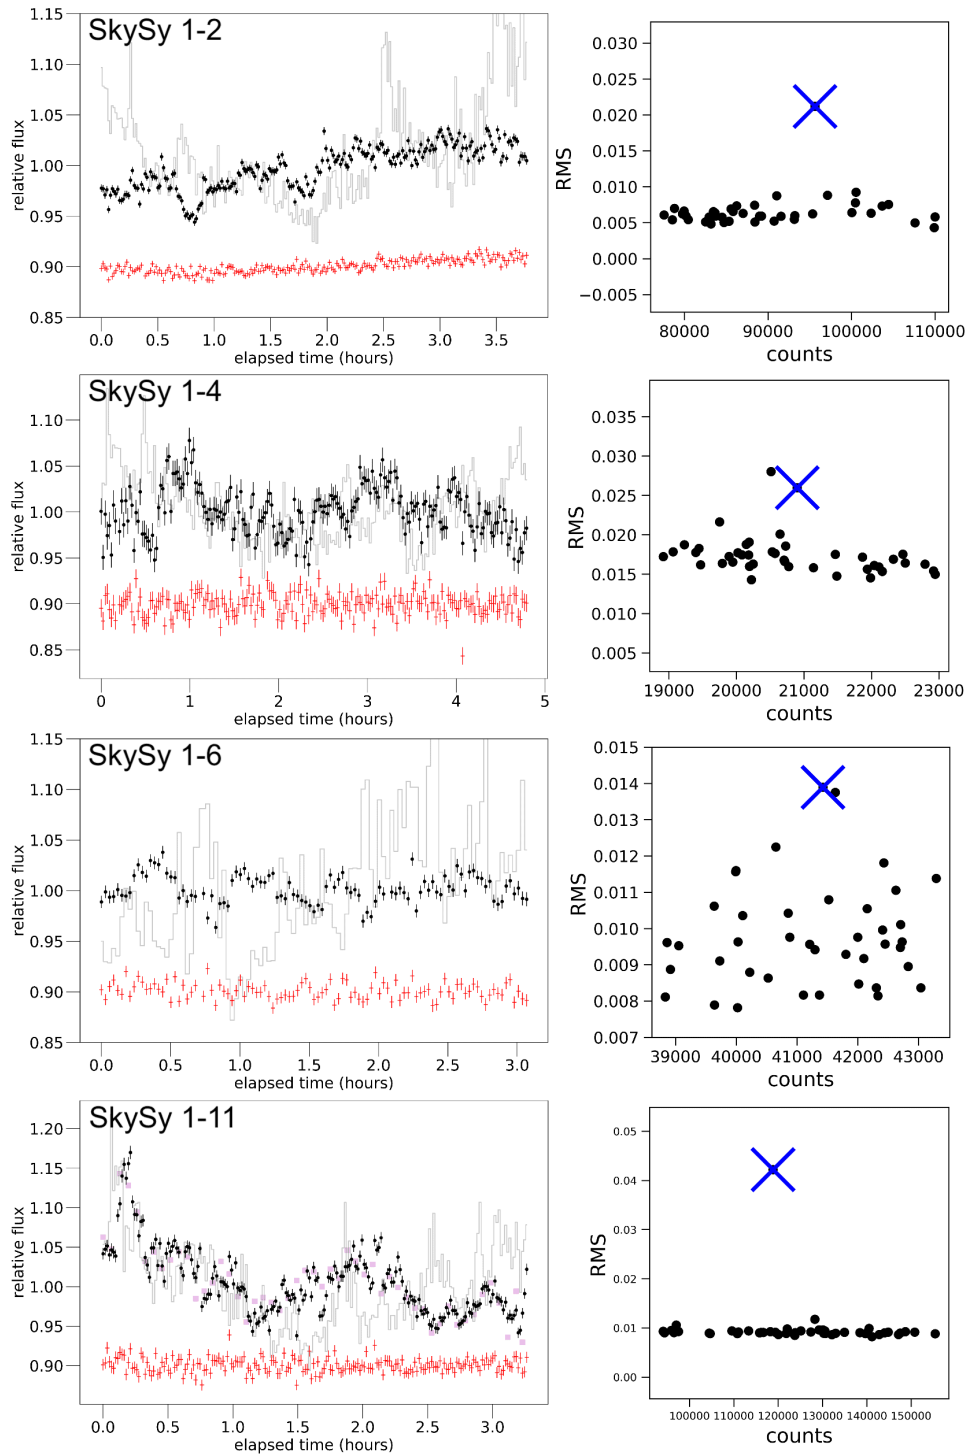 SkySy 1-2
1.15
1.10
1.05
1.00
0.95
0.90
0.85
relative flux
0.0 0.5 1.0 1.5 2.0 2.5 3.0 3.5
elapsed time (hours)
0.030
0.025
0.020
0.015
0.010
0.005
0.000
−0.005
RMS
80000 90000 100000 110000
counts
SkySy 1-4
1.10
1.05
1.00
0.95
0.90
0.85
relative flux
0 1 2 3 4 5
elapsed time (hours)
0.035
0.030
0.025
0.020
0.015
0.010
0.005
RMS
19000 20000 21000 22000 23000
counts
SkySy 1-6
1.15
1.10
1.05
1.00
0.95
0.90
0.85
relative flux
0.0 0.5 1.0 1.5 2.0 2.5 3.0
elapsed time (hours)
0.015
0.014
0.013
0.012
0.011
0.010
0.009
0.008
0.007
RMS
39000 40000 41000 42000 43000
counts
SkySy 1-11
1.20
1.15
1.10
1.05
1.00
0.95
0.90
relative flux
0.0 0.5 1.0 1.5 2.0 2.5 3.0
elapsed time (hours)
0.05
0.04
0.03
0.02
0.01
0.00
RMS
100000 110000 120000 130000 140000 150000
counts